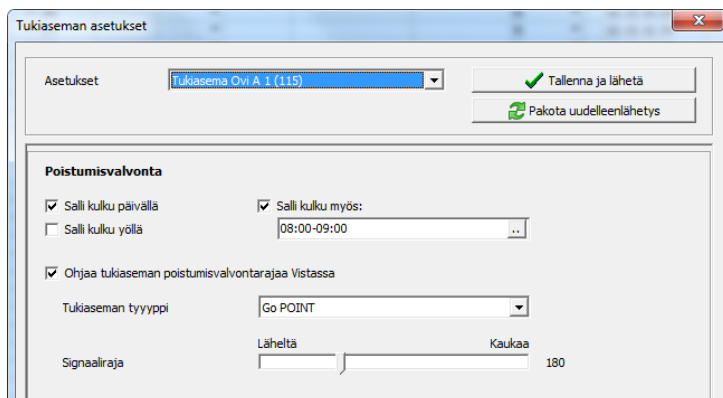 Tukiaseman asetukset
Asetukset
Tukiasema Ovi A 1 (115)
Tallenna ja lähetä
Pakota uudelleenlähetys
Poistumisvalvonta
Salli kulku päivällä
Salli kulku myös:
Salli kulku yöllä
08:00-09:00
..
Ohjaa tukiaseman poistumisvalvontarajaa Vistassa
Tukiaseman tyyyppi
Go POINT
Läheltä
Kaukaa
Signaaliraja
180